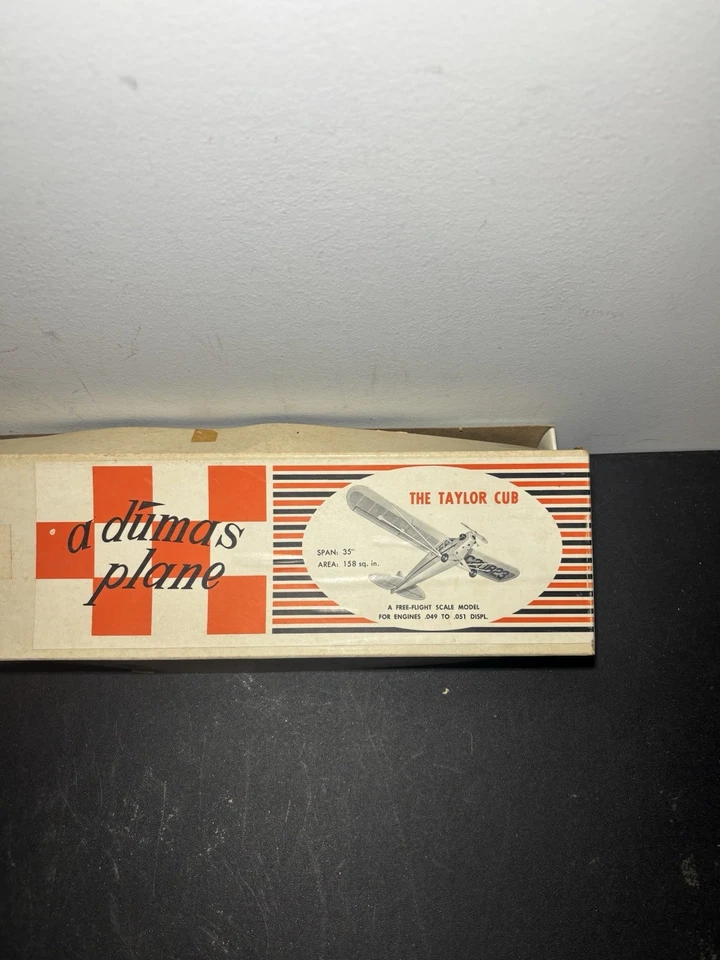 a dumas
plane
THE TAYLOR CUB
SPAN: 35"
AREA: 158 sq. in.
A FREE-FLIGHT SCALE MODEL
FOR ENGINES .049 TO .051 DISPL.